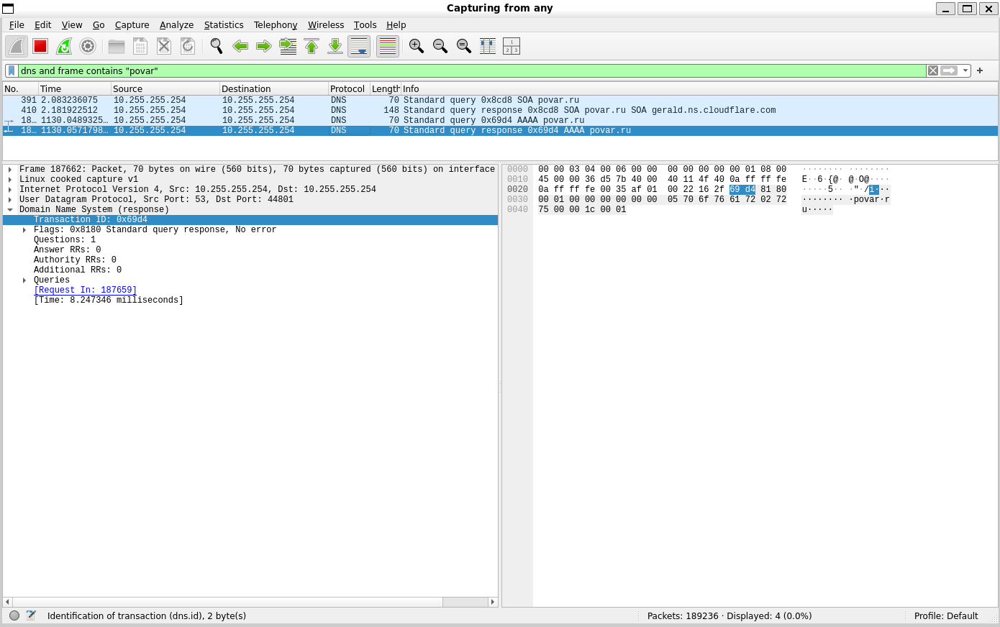 Capturing from any
File Edit View Go Capture Analyze Statistics Telephony Wireless Tools Help
dns and frame contains "povar"
No. Time Source Destination Protocol Length Info
391 2.083236075 10.255.255.254 10.255.255.254 DNS 70 Standard query 0x8cd8 SOA povar.ru
410 2.181922512 10.255.255.254 10.255.255.254 DNS 148 Standard query response 0x8cd8 SOA povar.ru SOA gerald.ns.cloudflare.com
18… 1130.0489325… 10.255.255.254 10.255.255.254 DNS 70 Standard query 0x69d4 AAAA povar.ru
18… 1130.0571798… 10.255.255.254 10.255.255.254 DNS 70 Standard query response 0x69d4 AAAA povar.ru
Frame 187662: Packet, 70 bytes on wire (560 bits), 70 bytes captured (560 bits) on interface
Linux cooked capture v1
Internet Protocol Version 4, Src: 10.255.255.254, Dst: 10.255.255.254
User Datagram Protocol, Src Port: 53, Dst Port: 44801
Domain Name System (response)
Transaction ID: 0x69d4
Flags: 0x8180 Standard query response, No error
Questions: 1
Answer RRs: 0
Authority RRs: 0
Additional RRs: 0
Queries
[Request In: 187659]
[Time: 8.247346 milliseconds]
0000 00 00 03 04 00 06 00 00 00 00 00 00 00 01 08 00 ········ ········
0010 45 00 00 36 d5 7b 40 00 40 11 4f 40 0a ff ff fe E··6·{@· @·O@····
0020 0a ff ff fe 00 35 af 01 00 22 16 2f 69 d4 81 80 ·····5·· ·"·/i···
0030 00 01 00 00 00 00 00 00 05 70 6f 76 61 72 02 72 ········ ·povar·r
0040 75 00 00 1c 00 01 u·····
Identification of transaction (dns.id), 2 byte(s)
Packets: 189236 · Displayed: 4 (0.0%)
Profile: Default